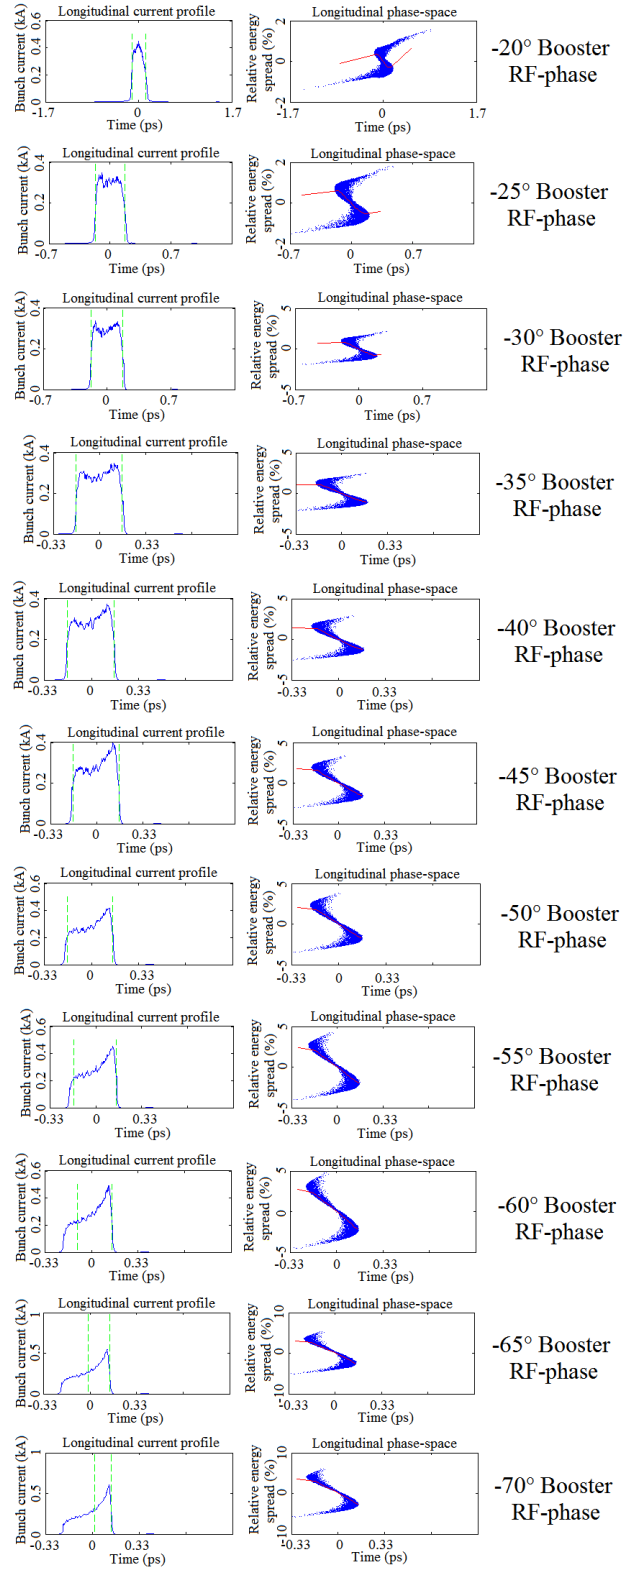 Longitudinal current profile
Bunch current (kA)
0.6
0.4
0.2
0
-1.7
0
1.7
Time (ps)
Longitudinal phase-space
Relative energy
spread (%)
2
0
-2
-1.7
0
1.7
Time (ps)
-20° Booster
RF-phase
Longitudinal current profile
Bunch current (kA)
0.4
0.2
0
-0.7
0
0.7
Time (ps)
Longitudinal phase-space
Relative energy
spread (%)
2
0
-2
-0.7
0
0.7
Time (ps)
-25° Booster
RF-phase
Longitudinal current profile
Bunch current (kA)
0.4
0.2
0
-0.7
0
0.7
Time (ps)
Longitudinal phase-space
Relative energy
spread (%)
5
0
-5
-0.7
0
0.7
Time (ps)
-30° Booster
RF-phase
Longitudinal current profile
Bunch current (kA)
0.4
0.2
0
-0.33
0
0.33
Time (ps)
Longitudinal phase-space
Relative energy
spread (%)
5
0
-5
-0.33
0
0.33
Time (ps)
-35° Booster
RF-phase
Longitudinal current profile
Bunch current (kA)
0.4
0.2
0
-0.33
0
0.33
Time (ps)
Longitudinal phase-space
Relative energy
spread (%)
5
0
-5
-0.33
0
0.33
Time (ps)
-40° Booster
RF-phase
Longitudinal current profile
Bunch current (kA)
0.4
0.2
0
-0.33
0
0.33
Time (ps)
Longitudinal phase-space
Relative energy
spread (%)
5
0
-5
-0.33
0
0.33
Time (ps)
-45° Booster
RF-phase
Longitudinal current profile
Bunch current (kA)
0.6
0.4
0.2
0
-0.33
0
0.33
Time (ps)
Longitudinal phase-space
Relative energy
spread (%)
5
0
-5
-0.33
0
0.33
Time (ps)
-50° Booster
RF-phase
Longitudinal current profile
Bunch current (kA)
0.6
0.4
0.2
0
-0.33
0
0.33
Time (ps)
Longitudinal phase-space
Relative energy
spread (%)
5
0
-5
-0.33
0
0.33
Time (ps)
-55° Booster
RF-phase
Longitudinal current profile
Bunch current (kA)
0.6
0.4
0.2
0
-0.33
0
0.33
Time (ps)
Longitudinal phase-space
Relative energy
spread (%)
5
0
-5
-0.33
0
0.33
Time (ps)
-60° Booster
RF-phase
Longitudinal current profile
Bunch current (kA)
1
0.5
0
-0.33
0
0.33
Time (ps)
Longitudinal phase-space
Relative energy
spread (%)
10
0
10
-0.33
0
0.33
Time (ps)
-65° Booster
RF-phase
Longitudinal current profile
Bunch current (kA)
1
0.5
0
-0.33
0
0.33
Time (ps)
Longitudinal phase-space
Relative energy
spread (%)
10
0
10
-0.33
0
0.33
Time (ps)
-70° Booster
RF-phase